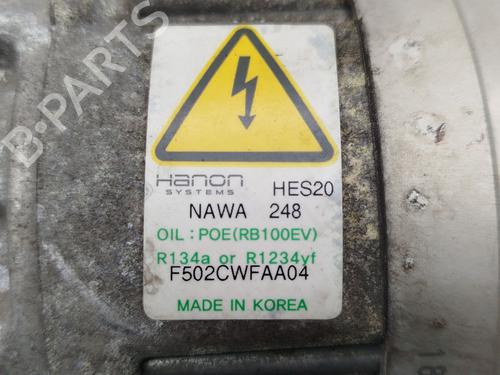 B-PARTS
Hanon
SYSTEMS
HES20
NAWA 248
OIL : POE(RB100EV)
R134a or R1234yf
F502CWFAA04
MADE IN KOREA